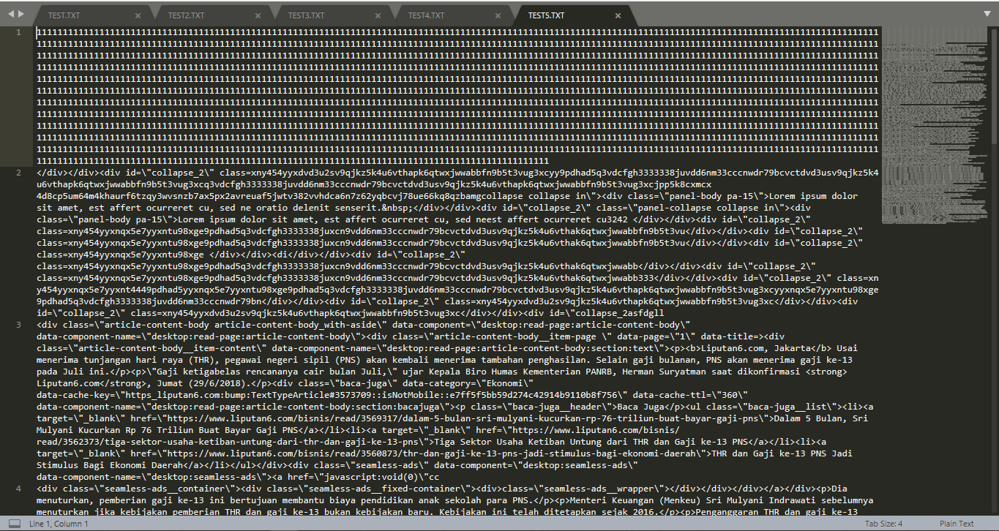 TEST.TXT
TEST2.TXT
TEST3.TXT
TEST4.TXT
TEST5.TXT
1
2 </div></div><div id=\"collapse_2\" class=xny454yyxdvd3u2sv9qjkz5k4u6vthapk6qtwxjwwabbfn9b5t3vug3xcyy9pdhad5q3vdcfgh3333338juvdd6nm33cccnwdr79bcvctdvd3usv9qjkz5k4
u6vthapk6qtwxjwwabbfn9b5t3vug3xcq3vdcfgh3333338juvdd6nm33cccnwdr79bcvctdvd3usv9qjkz5k4u6vthapk6qtwxjwwabbfn9b5t3vug3xcjpp5k8cxmcx
4d8cp5um64m4khaurf6tzqy3wvsnzb7ax5px2avreuaf5jwtv382vvhdca6n7z62yqbcvj78ue66kq8qzbamgcollapse collapse in\"><div class=\"panel-body pa-15\">Lorem ipsum dolor
sit amet, est affert ocurreret cu, sed ne oratio delenit senserit.&nbsp;</div></div><div id=\"collapse_2\" class=\"panel-collapse collapse in\"><div
class=\"panel-body pa-15\">Lorem ipsum dolor sit amet, est affert ocurreret cu, sed neest affert ocurreret cu3242 </div></div><div id=\"collapse_2\"
class=xny454yyxnqx5e7yyxntu98xge9pdhad5q3vdcfgh3333338juxcn9vdd6nm33cccnwdr79bcvctdvd3usv9qjkz5k4u6vthak6qtwxjwwabbfn9b5t3vu</div></div><div id=\"collapse_2\"
class=xny454yyxnqx5e7yyxntu98xge9pdhad5q3vdcfgh3333338juxcn9vdd6nm33cccnwdr79bcvctdvd3usv9qjkz5k4u6vthak6qtwxjwwabbfn9b5t3vu</div></div><div id=\"collapse_2\"
class=xny454yyxnqx5e7yyxntu98xge </div></div><di</div></div><div id=\"collapse_2\"
class=xny454yyxnqx5e7yyxntu98xge9pdhad5q3vdcfgh3333338juxcn9vdd6nm33cccnwdr79bcvctdvd3usv9qjkz5k4u6vthak6qtwxjwwabb</div></div><div id=\"collapse_2\"
class=xny454yyxnqx5e7yyxntu98xge9pdhad5q3vdcfgh3333338juxcn9vdd6nm33cccnwdr79bcvctdvd3usv9qjkz5k4u6vthak6qtwxjwwabb333</div></div><div id=\"collapse_2\" class=xn
y454yyxnqx5e7yyxnt4449pdhad5yyxnqx5e7yyxntu98xge9pdhad5q3vdcfgh3333338juvdd6nm33cccnwdr79bcvctdvd3usv9qjkz5k4u6vthapk6qtwxjwwabbfn9b5t3vug3xcyyxnqx5e7yyxntu98xge
9pdhad5q3vdcfgh3333338juvdd6nm33cccnwdr79bn</div></div><div id=\"collapse_2\" class=xny454yyxdvd3u2sv9qjkz5k4u6vthapk6qtwxjwwabbfn9b5t3vug3xc</div></div><div
id=\"collapse_2\" class=xny454yyxdvd3u2sv9qjkz5k4u6vthapk6qtwxjwwabbfn9b5t3vug3xc</div></div><div id=\"collapse_2asfdgll
3 <div class=\"article-content-body article-content-body_with-aside\" data-component=\"desktop:read-page:article-content-body\"
data-component-name=\"desktop:read-page:article-content-body\"><div class=\"article-content-body__item-page \" data-page=\"1\" data-title=><div
class=\"article-content-body__item-content\" data-component-name=\"desktop:read-page:article-content-body:section:text\"><p><b>Liputan6.com, Jakarta</b> Usai
menerima tunjangan hari raya (THR), pegawai negeri sipil (PNS) akan kembali menerima tambahan penghasilan. Selain gaji bulanan, PNS akan menerima gaji ke-13
pada Juli ini.</p><p>\"Gaji ketigabelas rencananya cair bulan Juli,\" ujar Kepala Biro Humas Kementerian PANRB, Herman Suryatman saat dikonfirmasi <strong>
Liputan6.com</strong>, Jumat (29/6/2018).</p><div class=\"baca-juga\" data-category=\"Ekonomi\"
data-cache-key=\"https_liputan6.com:bump:TextTypeArticle#3573709::isNotMobile::e7ff5f5bb59d274c42914b9110b8f756\" data-cache-ttl=\"360\"
data-component-name=\"desktop:read-page:article-content-body:section:bacajuga\"><p class=\"baca-juga__header\">Baca Juga</p><ul class=\"baca-juga__list\"><li><a
target=\"_blank\" href=\"https://www.liputan6.com/bisnis/read/3569317/dalam-5-bulan-sri-mulyani-kucurkan-rp-76-triliun-buat-bayar-gaji-pns\">Dalam 5 Bulan, Sri
Mulyani Kucurkan Rp 76 Triliun Buat Bayar Gaji PNS</a></li><li><a target=\"_blank\" href=\"https://www.liputan6.com/bisnis/
read/3562373/tiga-sektor-usaha-ketiban-untung-dari-thr-dan-gaji-ke-13-pns\">Tiga Sektor Usaha Ketiban Untung dari THR dan Gaji ke-13 PNS</a></li><li><a
target=\"_blank\" href=\"https://www.liputan6.com/bisnis/read/3560873/thr-dan-gaji-ke-13-pns-jadi-stimulus-bagi-ekonomi-daerah\">THR dan Gaji ke-13 PNS Jadi
Stimulus Bagi Ekonomi Daerah</a></li></ul></div><div class=\"seamless-ads\" data-component=\"desktop:seamless-ads\"
data-component-name=\"desktop:seamless-ads\"><a href=\"javascript:void(0)\"cc
4 <div class=\"seamless-ads__container\"><div class=\"seamless-ads__fixed-container\"><div>class=\"seamless-ads__wrapper\"></div></div></div></a></div><p>Dia
menuturkan, pemberian gaji ke-13 ini bertujuan membantu biaya pendidikan anak sekolah para PNS.</p><p>Menteri Keuangan (Menkeu) Sri Mulyani Indrawati sebelumnya
menuturkan jika kebijakan pemberian THR dan gaji ke-13 bukan kebijakan baru. Kebijakan ini telah ditetapkan sejak 2016.</p><p>Penganggaran THR dan gaji ke-13
Line 1, Column 1
Tab Size: 4
Plain Text